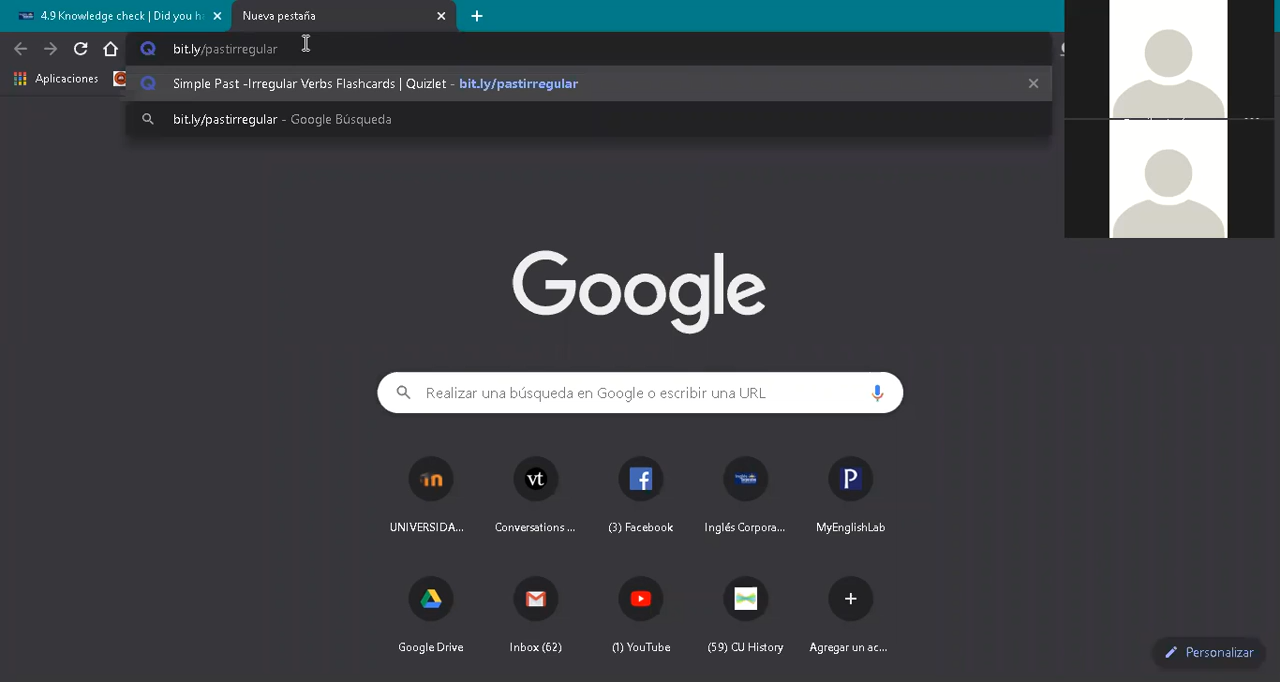 4.9 Knowledge check | Did you ha
Nueva pestaña
bit.ly/pastirregular
Aplicaciones
Simple Past -Irregular Verbs Flashcards | Quizlet - bit.ly/pastirregular
bit.ly/pastirregular - Google Búsqueda
Google
Realizar una búsqueda en Google o escribir una URL
UNIVERSIDA...
Conversations ...
(3) Facebook
Inglés Corpora...
MyEnglishLab
Google Drive
Inbox (62)
(1) YouTube
(59) CU History
Agregar un ac...
Personalizar